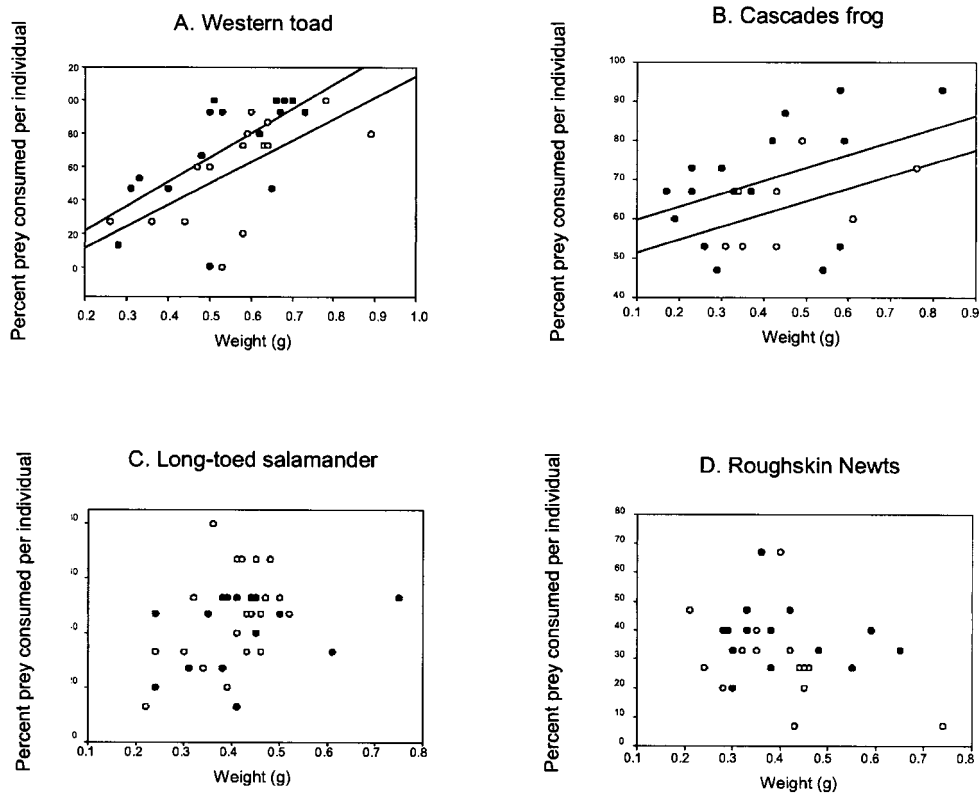 A. Western toad
Percent prey consumed per individual
20
00
80
60
40
20
0
0.2 0.3 0.4 0.5 0.6 0.7 0.8 0.9 1.0
Weight (g)
B. Cascades frog
Percent prey consumed per individual
100
90
80
70
60
50
40
0.1 0.2 0.3 0.4 0.5 0.6 0.7 0.8 0.9
Weight (g)
C. Long-toed salamander
Percent prey consumed per individual
80
60
40
20
0
0.1 0.2 0.3 0.4 0.5 0.6 0.7 0.8
Weight (g)
D. Roughskin Newts
Percent prey consumed per individual
80
70
60
50
40
30
20
10
0
0.1 0.2 0.3 0.4 0.5 0.6 0.7 0.8
Weight (g)